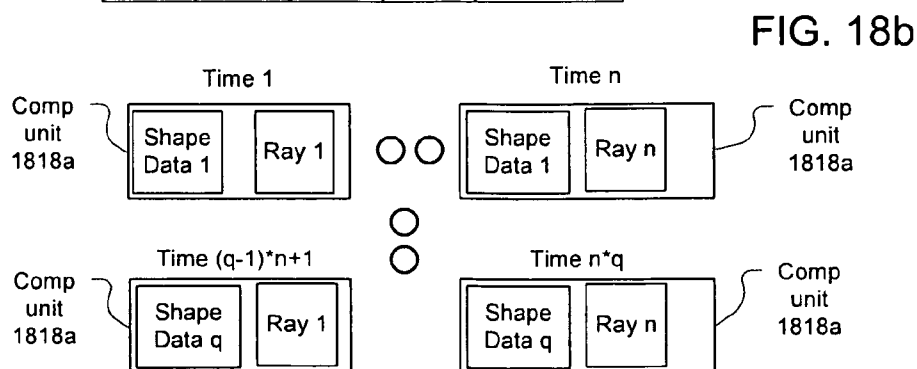 FIG. 18b
Time 1
Time n
Comp
unit
1818a
Shape
Data 1
Ray 1
Shape
Data 1
Ray n
Comp
unit
1818a
Time (q-1)*n+1
Time n*q
Comp
unit
1818a
Shape
Data q
Ray 1
Shape
Data q
Ray n
Comp
unit
1818a